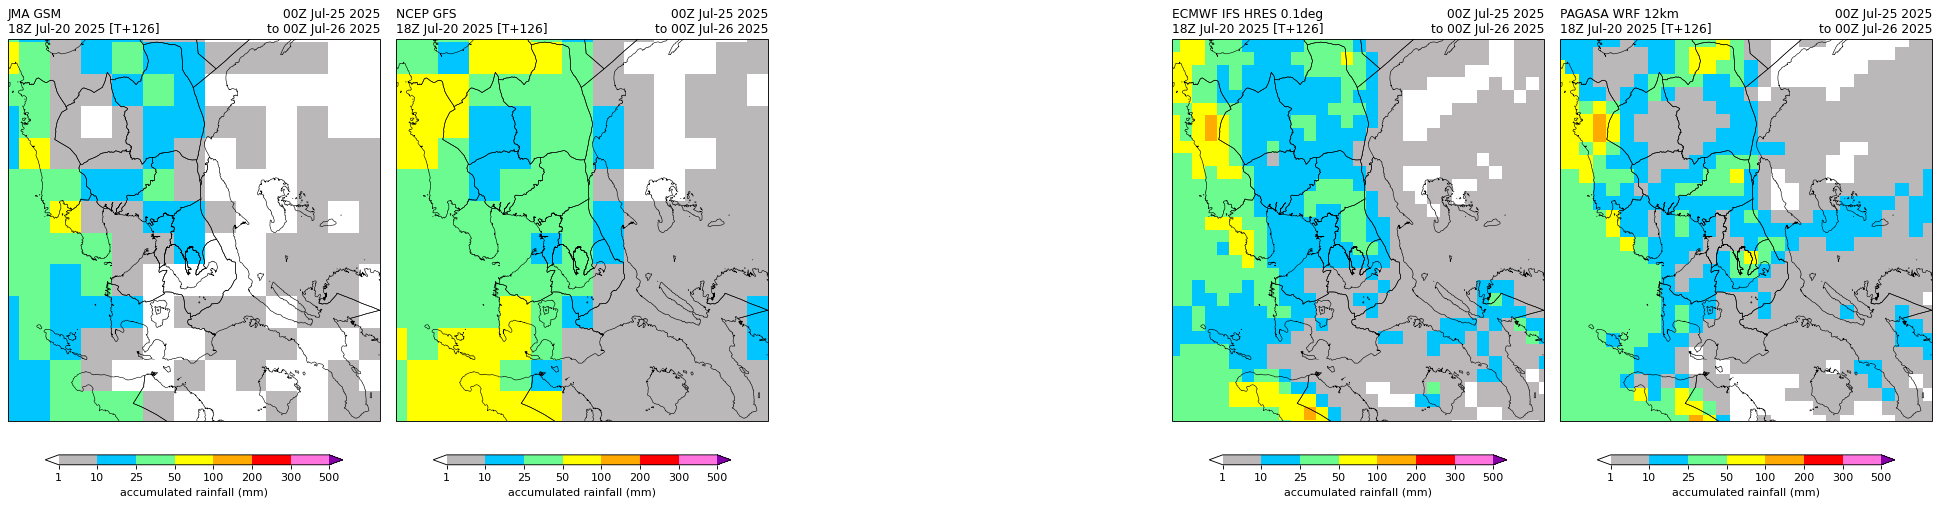 JMA GSM 00Z Jul-25 2025
18Z Jul-20 2025 [T+126] to 00Z Jul-26 2025
1 10 25 50 100 200 300 500
accumulated rainfall (mm)
NCEP GFS 00Z Jul-25 2025
18Z Jul-20 2025 [T+126] to 00Z Jul-26 2025
1 10 25 50 100 200 300 500
accumulated rainfall (mm)
ECMWF IFS HRES 0.1deg 00Z Jul-25 2025
18Z Jul-20 2025 [T+126] to 00Z Jul-26 2025
1 10 25 50 100 200 300 500
accumulated rainfall (mm)
PAGASA WRF 12km 00Z Jul-25 2025
18Z Jul-20 2025 [T+126] to 00Z Jul-26 2025
1 10 25 50 100 200 300 500
accumulated rainfall (mm)